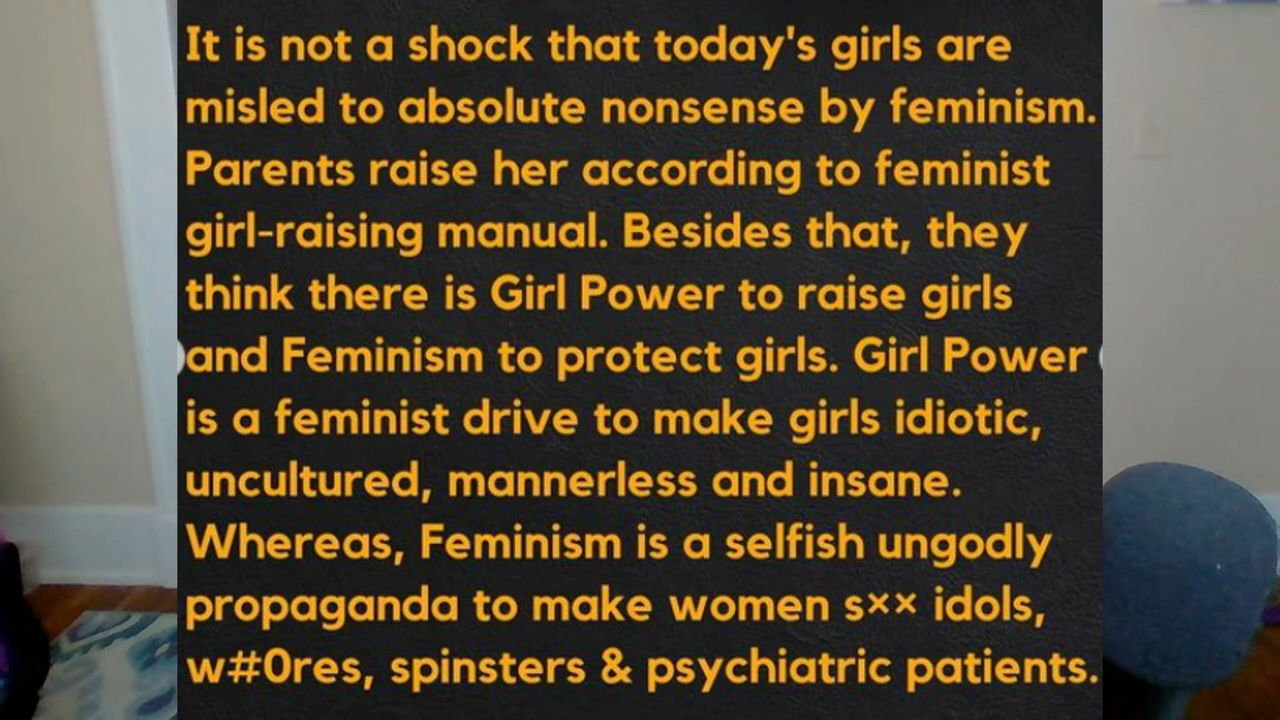 It is not a shock that today's girls are
misled to absolute nonsense by feminism.
Parents raise her according to feminist
girl-raising manual. Besides that, they
think there is Girl Power to raise girls
and Feminism to protect girls. Girl Power
is a feminist drive to make girls idiotic,
uncultured, mannerless and insane.
Whereas, Feminism is a selfish ungodly
propaganda to make women s×× idols,
w#0res, spinsters & psychiatric patients.